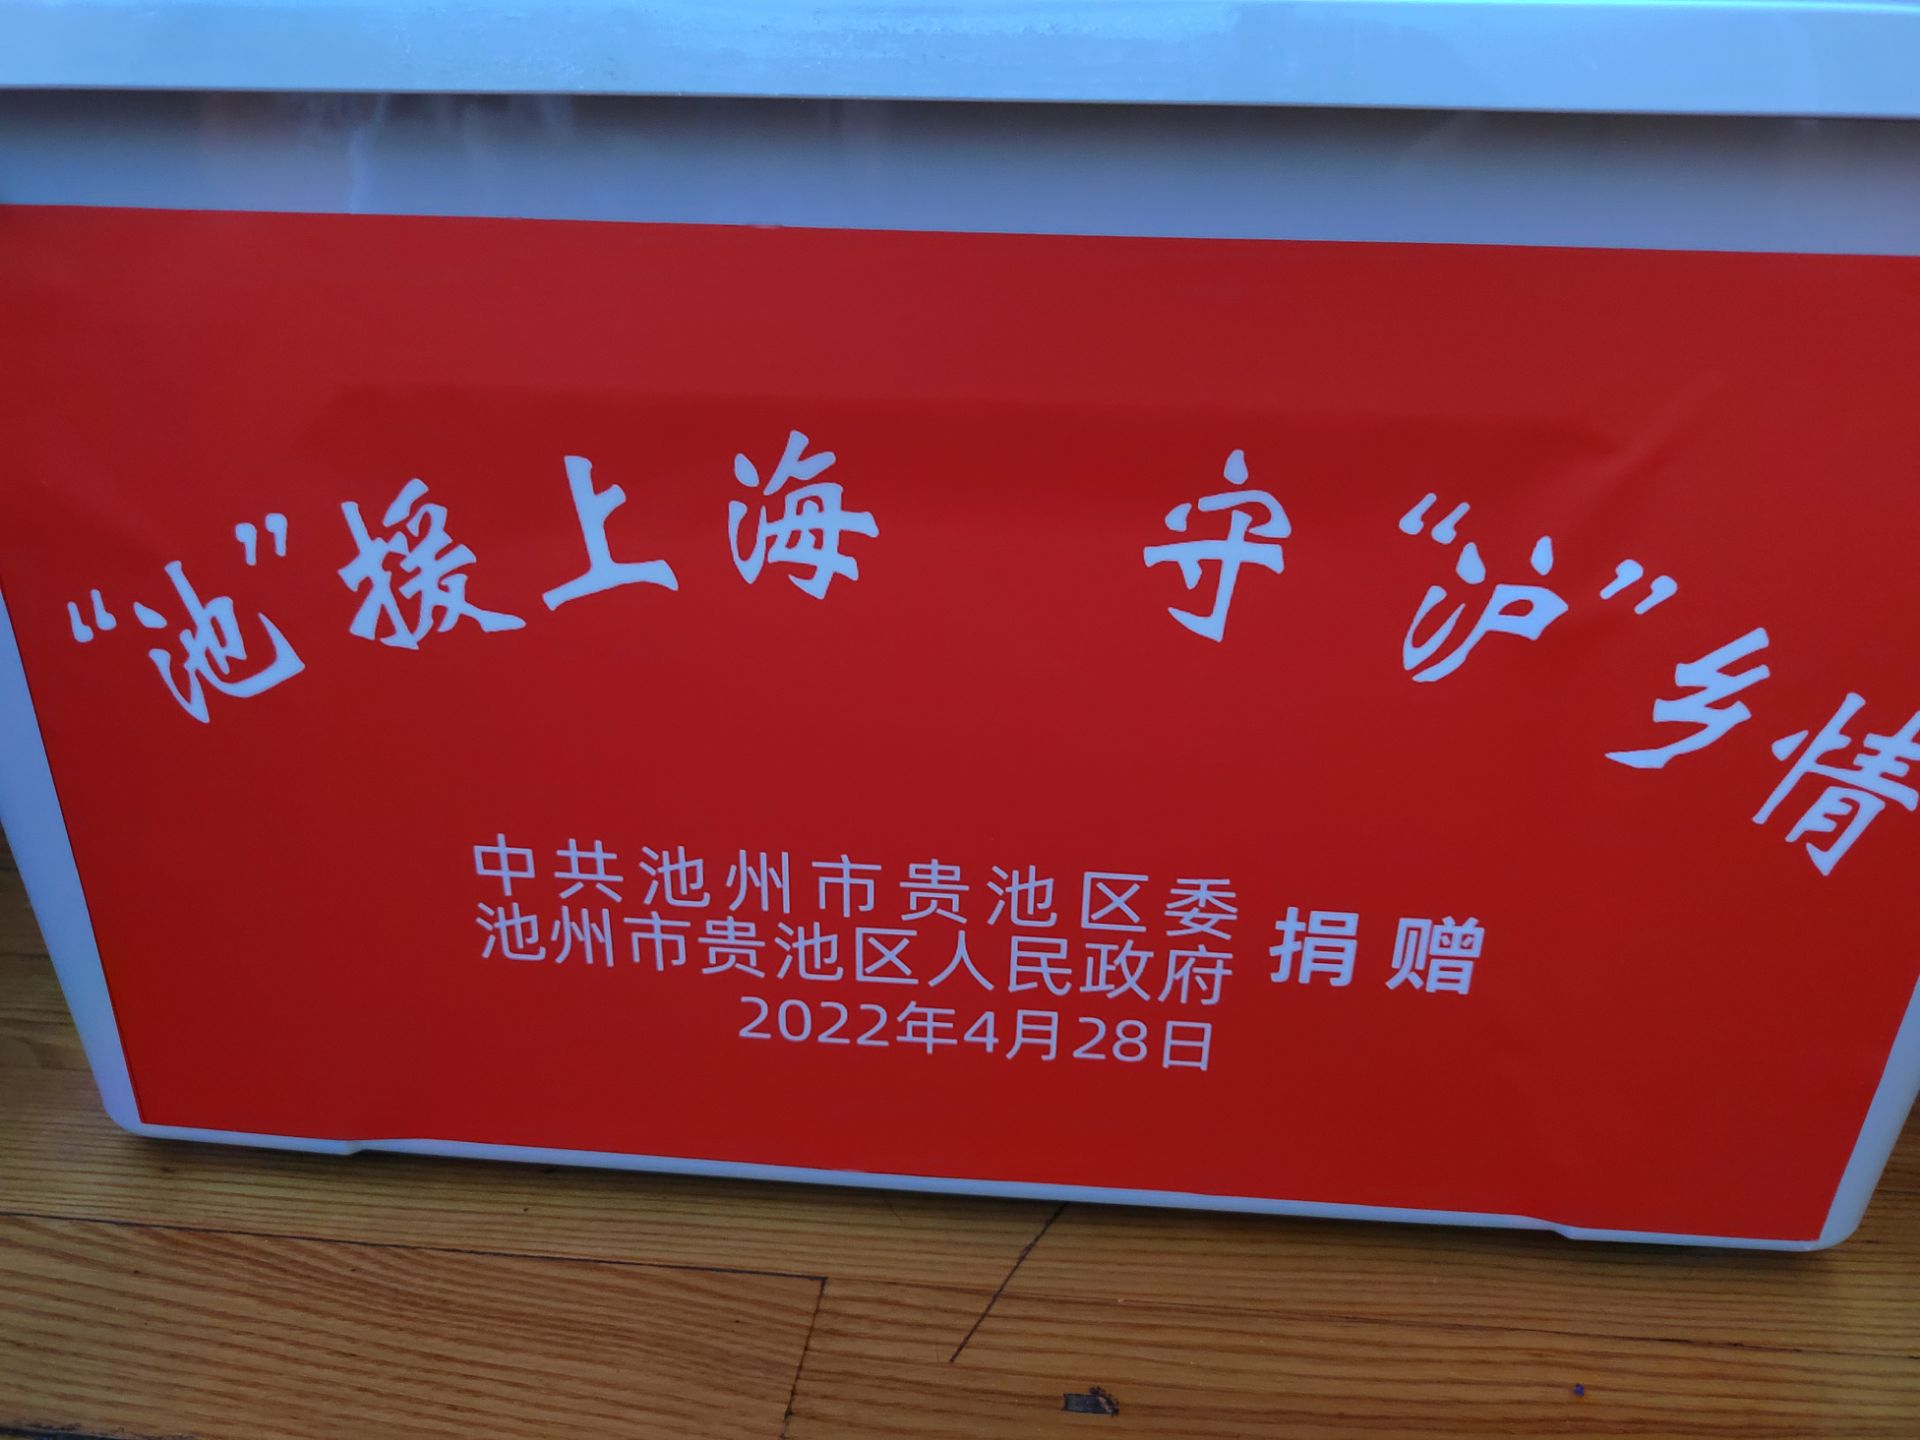 “池”援上海 守“沪”乡情
中共池州市贵池区委
池州市贵池区人民政府 捐赠
2022年4月28日